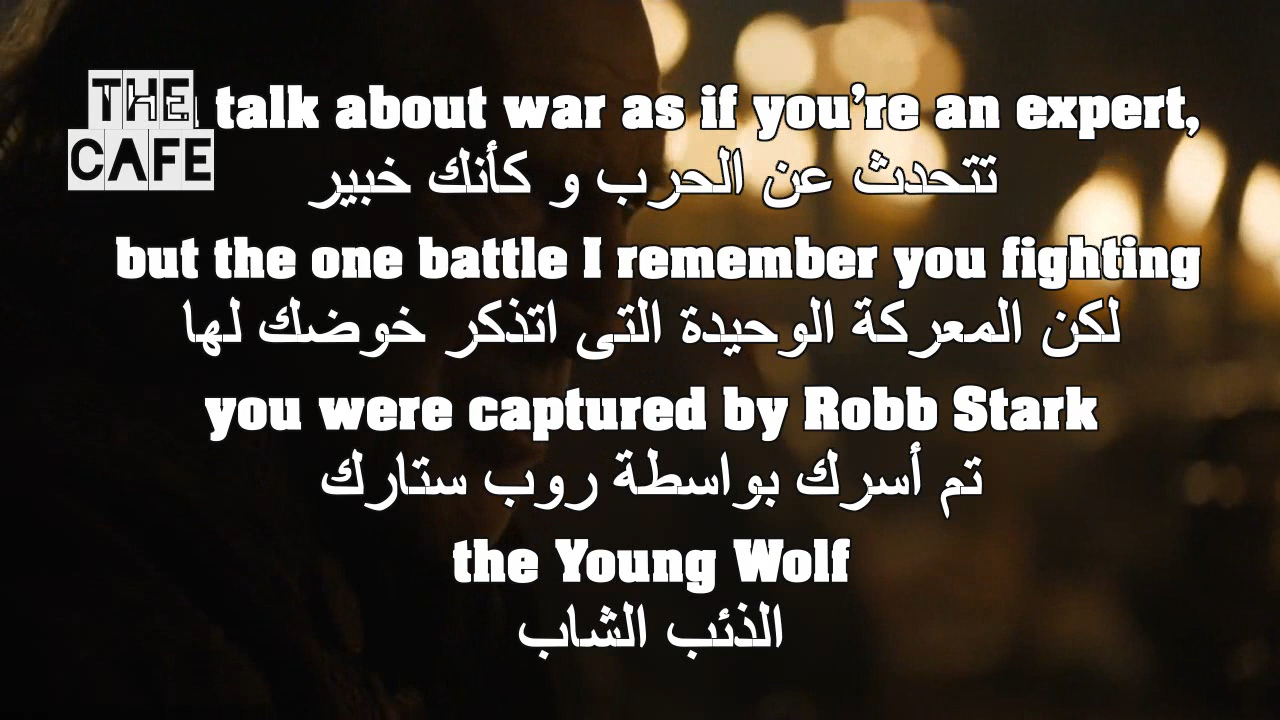 THE
CAFE
talk about war as if you're an expert,
تتحدث عن الحرب و كأنك خبير
but the one battle I remember you fighting
لكن المعركة الوحيدة التى اتذكر خوضك لها
you were captured by Robb Stark
تم أسرك بواسطة روب ستارك
the Young Wolf
الذئب الشاب